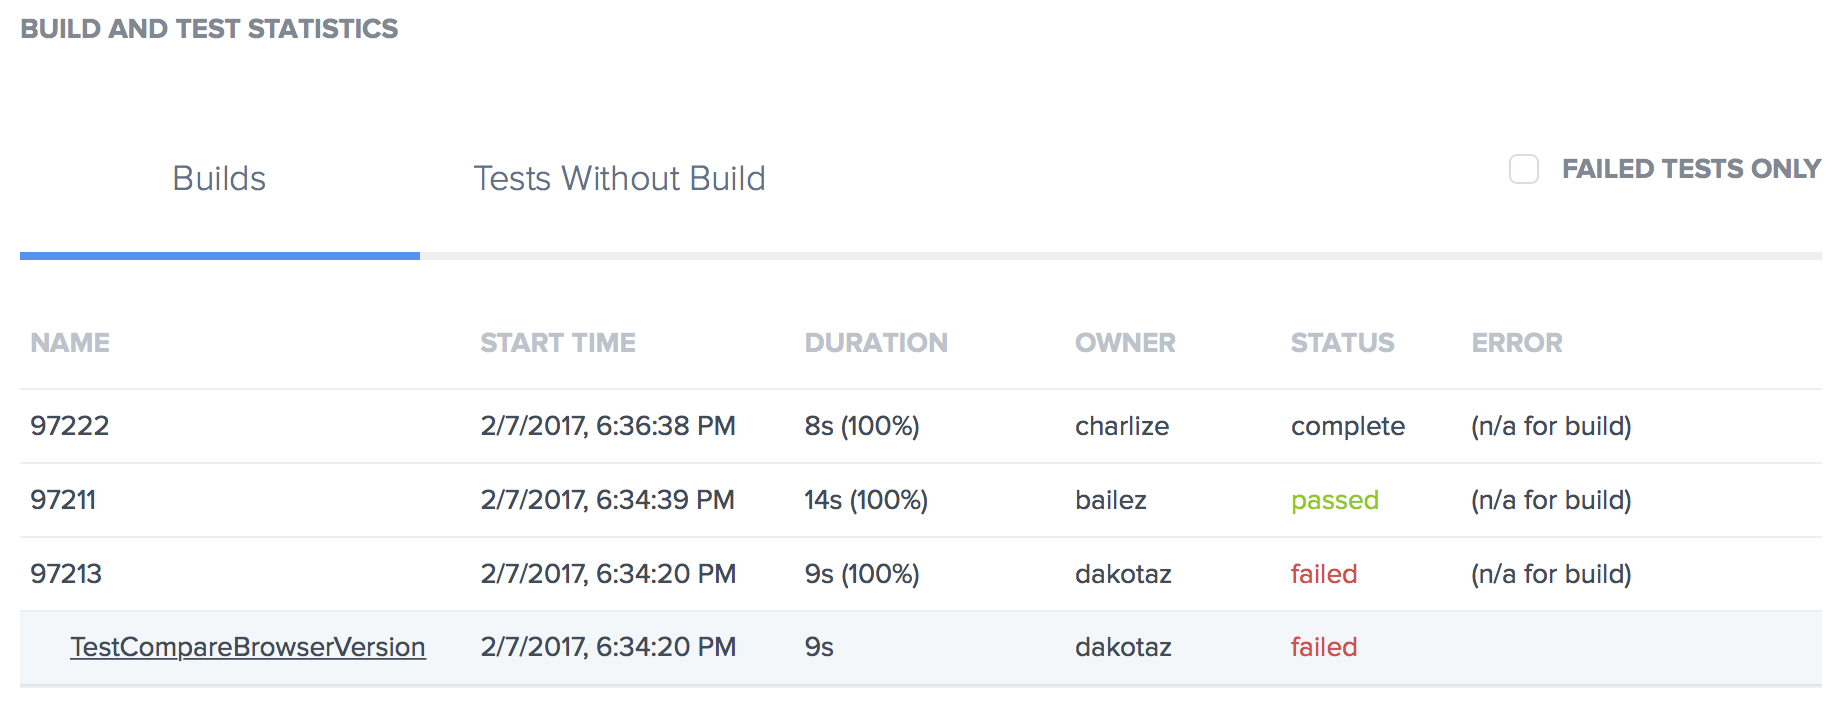 BUILD AND TEST STATISTICS
Builds Tests Without Build FAILED TESTS ONLY
NAME START TIME DURATION OWNER STATUS ERROR
97222 2/7/2017, 6:36:38 PM 8s (100%) charlize complete (n/a for build)
97211 2/7/2017, 6:34:39 PM 14s (100%) bailez passed (n/a for build)
97213 2/7/2017, 6:34:20 PM 9s (100%) dakotaz failed (n/a for build)
TestCompareBrowserVersion 2/7/2017, 6:34:20 PM 9s dakotaz failed